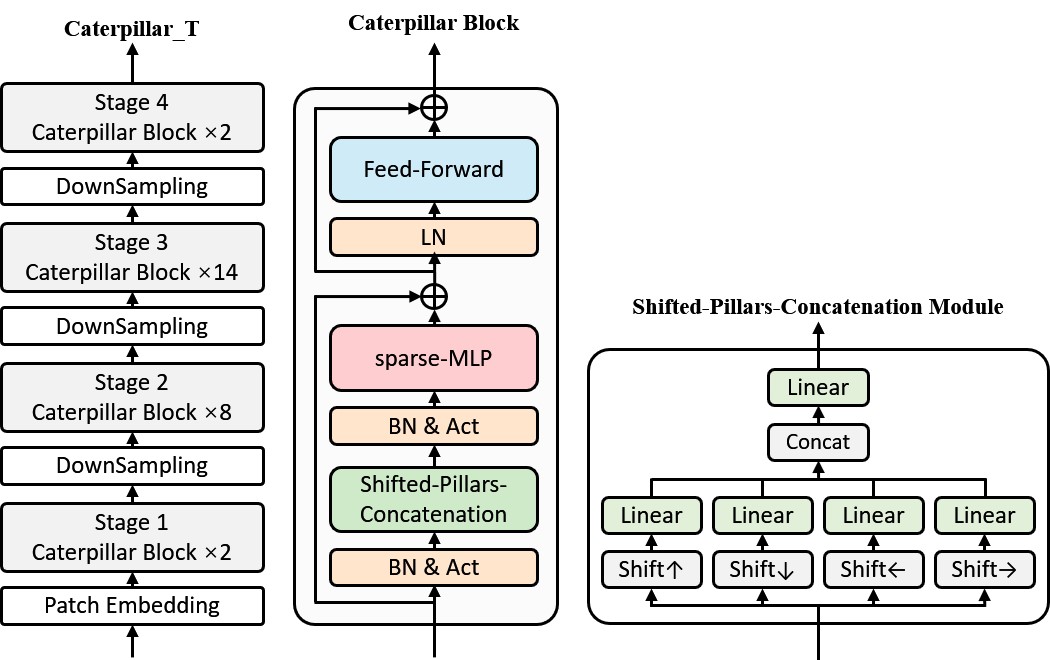 Caterpillar_T
Stage 4
Caterpillar Block ×2
DownSampling
Stage 3
Caterpillar Block ×14
DownSampling
Stage 2
Caterpillar Block ×8
DownSampling
Stage 1
Caterpillar Block ×2
Patch Embedding
Caterpillar Block
Feed-Forward
LN
sparse-MLP
BN & Act
Shifted-Pillars-
Concatenation
BN & Act
Shifted-Pillars-Concatenation Module
Linear
Concat
Linear Linear Linear Linear
Shift↑ Shift↓ Shift← Shift→